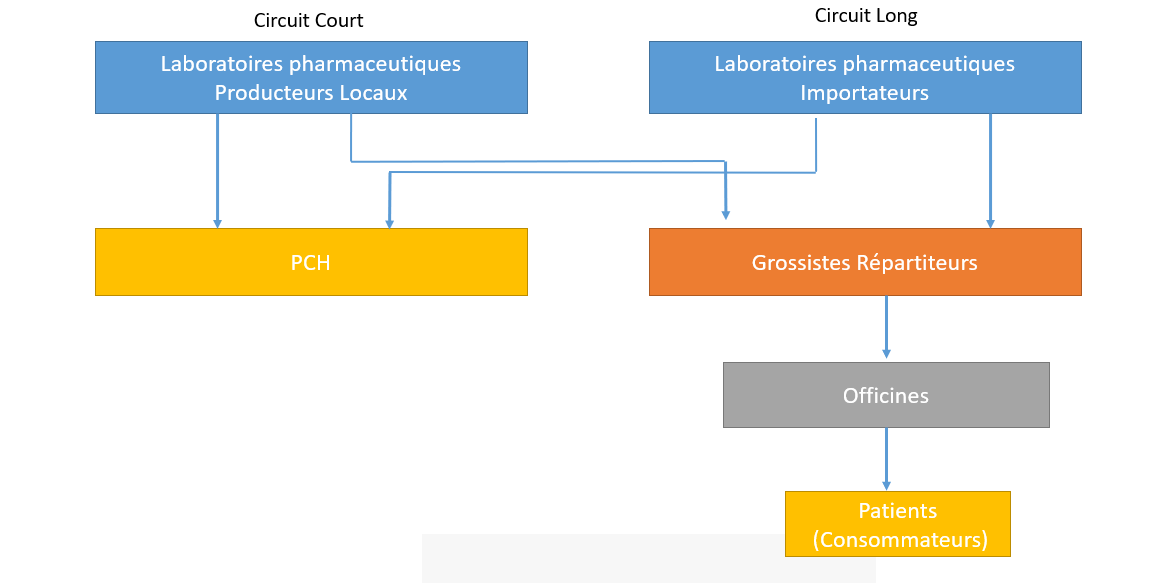 Circuit Court
Circuit Long
Laboratoires pharmaceutiques
Producteurs Locaux
Laboratoires pharmaceutiques
Importateurs
PCH
Grossistes Répartiteurs
Officines
Patients
(Consommateurs)